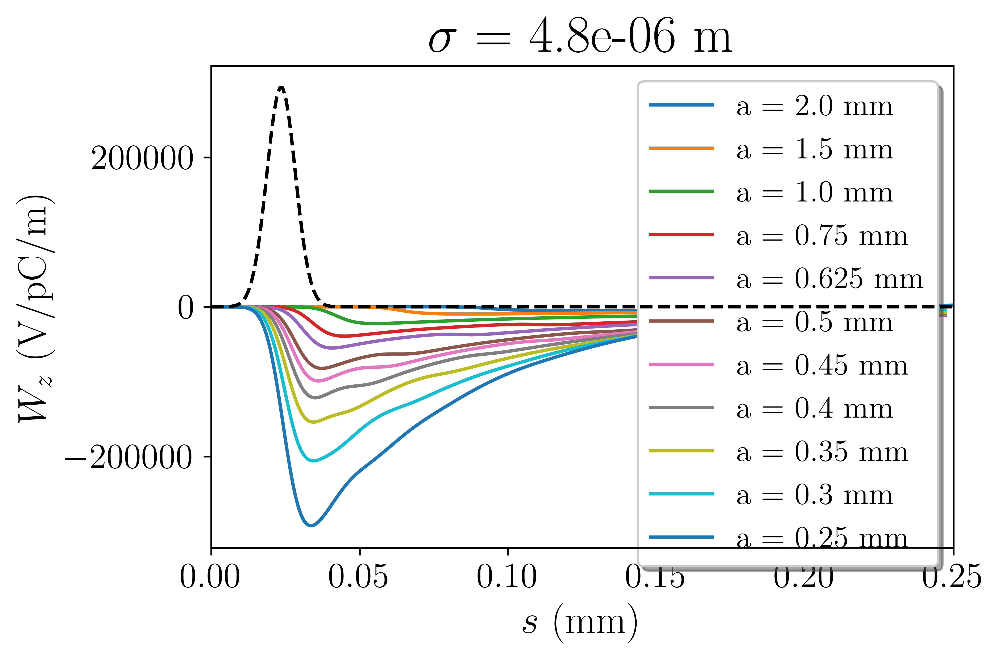 σ = 4.8e-06 m
W_z (V/pC/m)
200000
0
−200000
a = 2.0 mm
a = 1.5 mm
a = 1.0 mm
a = 0.75 mm
a = 0.625 mm
a = 0.5 mm
a = 0.45 mm
a = 0.4 mm
a = 0.35 mm
a = 0.3 mm
a = 0.25 mm
0.00 0.05 0.10 0.15 0.20 0.25
s (mm)